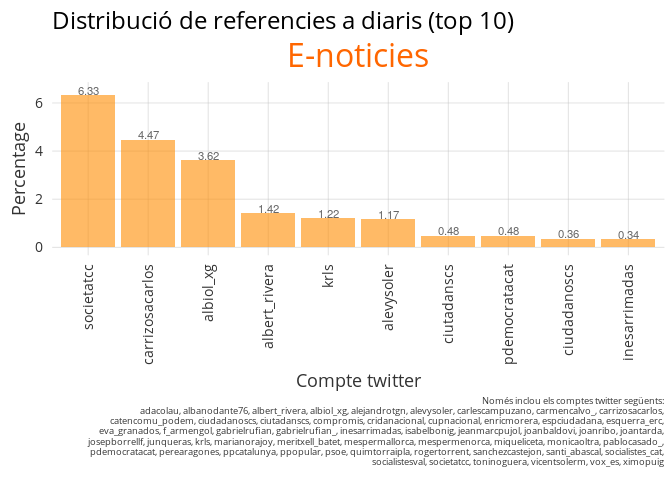 Distribució de referencies a diaris (top 10)
E-noticies
Percentage
6
4
2
0
6.33
4.47
3.62
1.42
1.22
1.17
0.48
0.48
0.36
0.34
societatcc
carrizosacarlos
albiol_xg
albert_rivera
krls
alevysoler
ciutadanscs
pdemocratacat
ciudadanoscs
inesarrimadas
Compte twitter
Només inclou els comptes twitter següents:
adacolau, albanodante76, albert_rivera, albiol_xg, alejandrotgn, alevysoler, carlescampuzano, carmencalvo_, carrizosacarlos,
catencomu_podem, ciudadanoscs, ciutadanscs, compromis, cridanacional, cupnacional, enricmorera, espciudadana, esquerra_erc,
eva_granados, f_armengol, gabrielrufian, gabrielrufian_, inesarrimadas, isabelbonig, jeanmarcpujol, joanbaldovi, joanribo, joantarda,
josepborrellf, junqueras, krls, marianorajoy, meritxell_batet, mespermallorca, mespermenorca, miqueliceta, monicaoltra, pablocasado_,
pdemocratacat, perearagones, ppcatalunya, ppopular, psoe, quimtorraipla, rogertorrent, sanchezcastejon, santi_abascal, socialistes_cat,
socialistesval, societatcc, toninoguera, vicentsolerm, vox_es, ximopuig